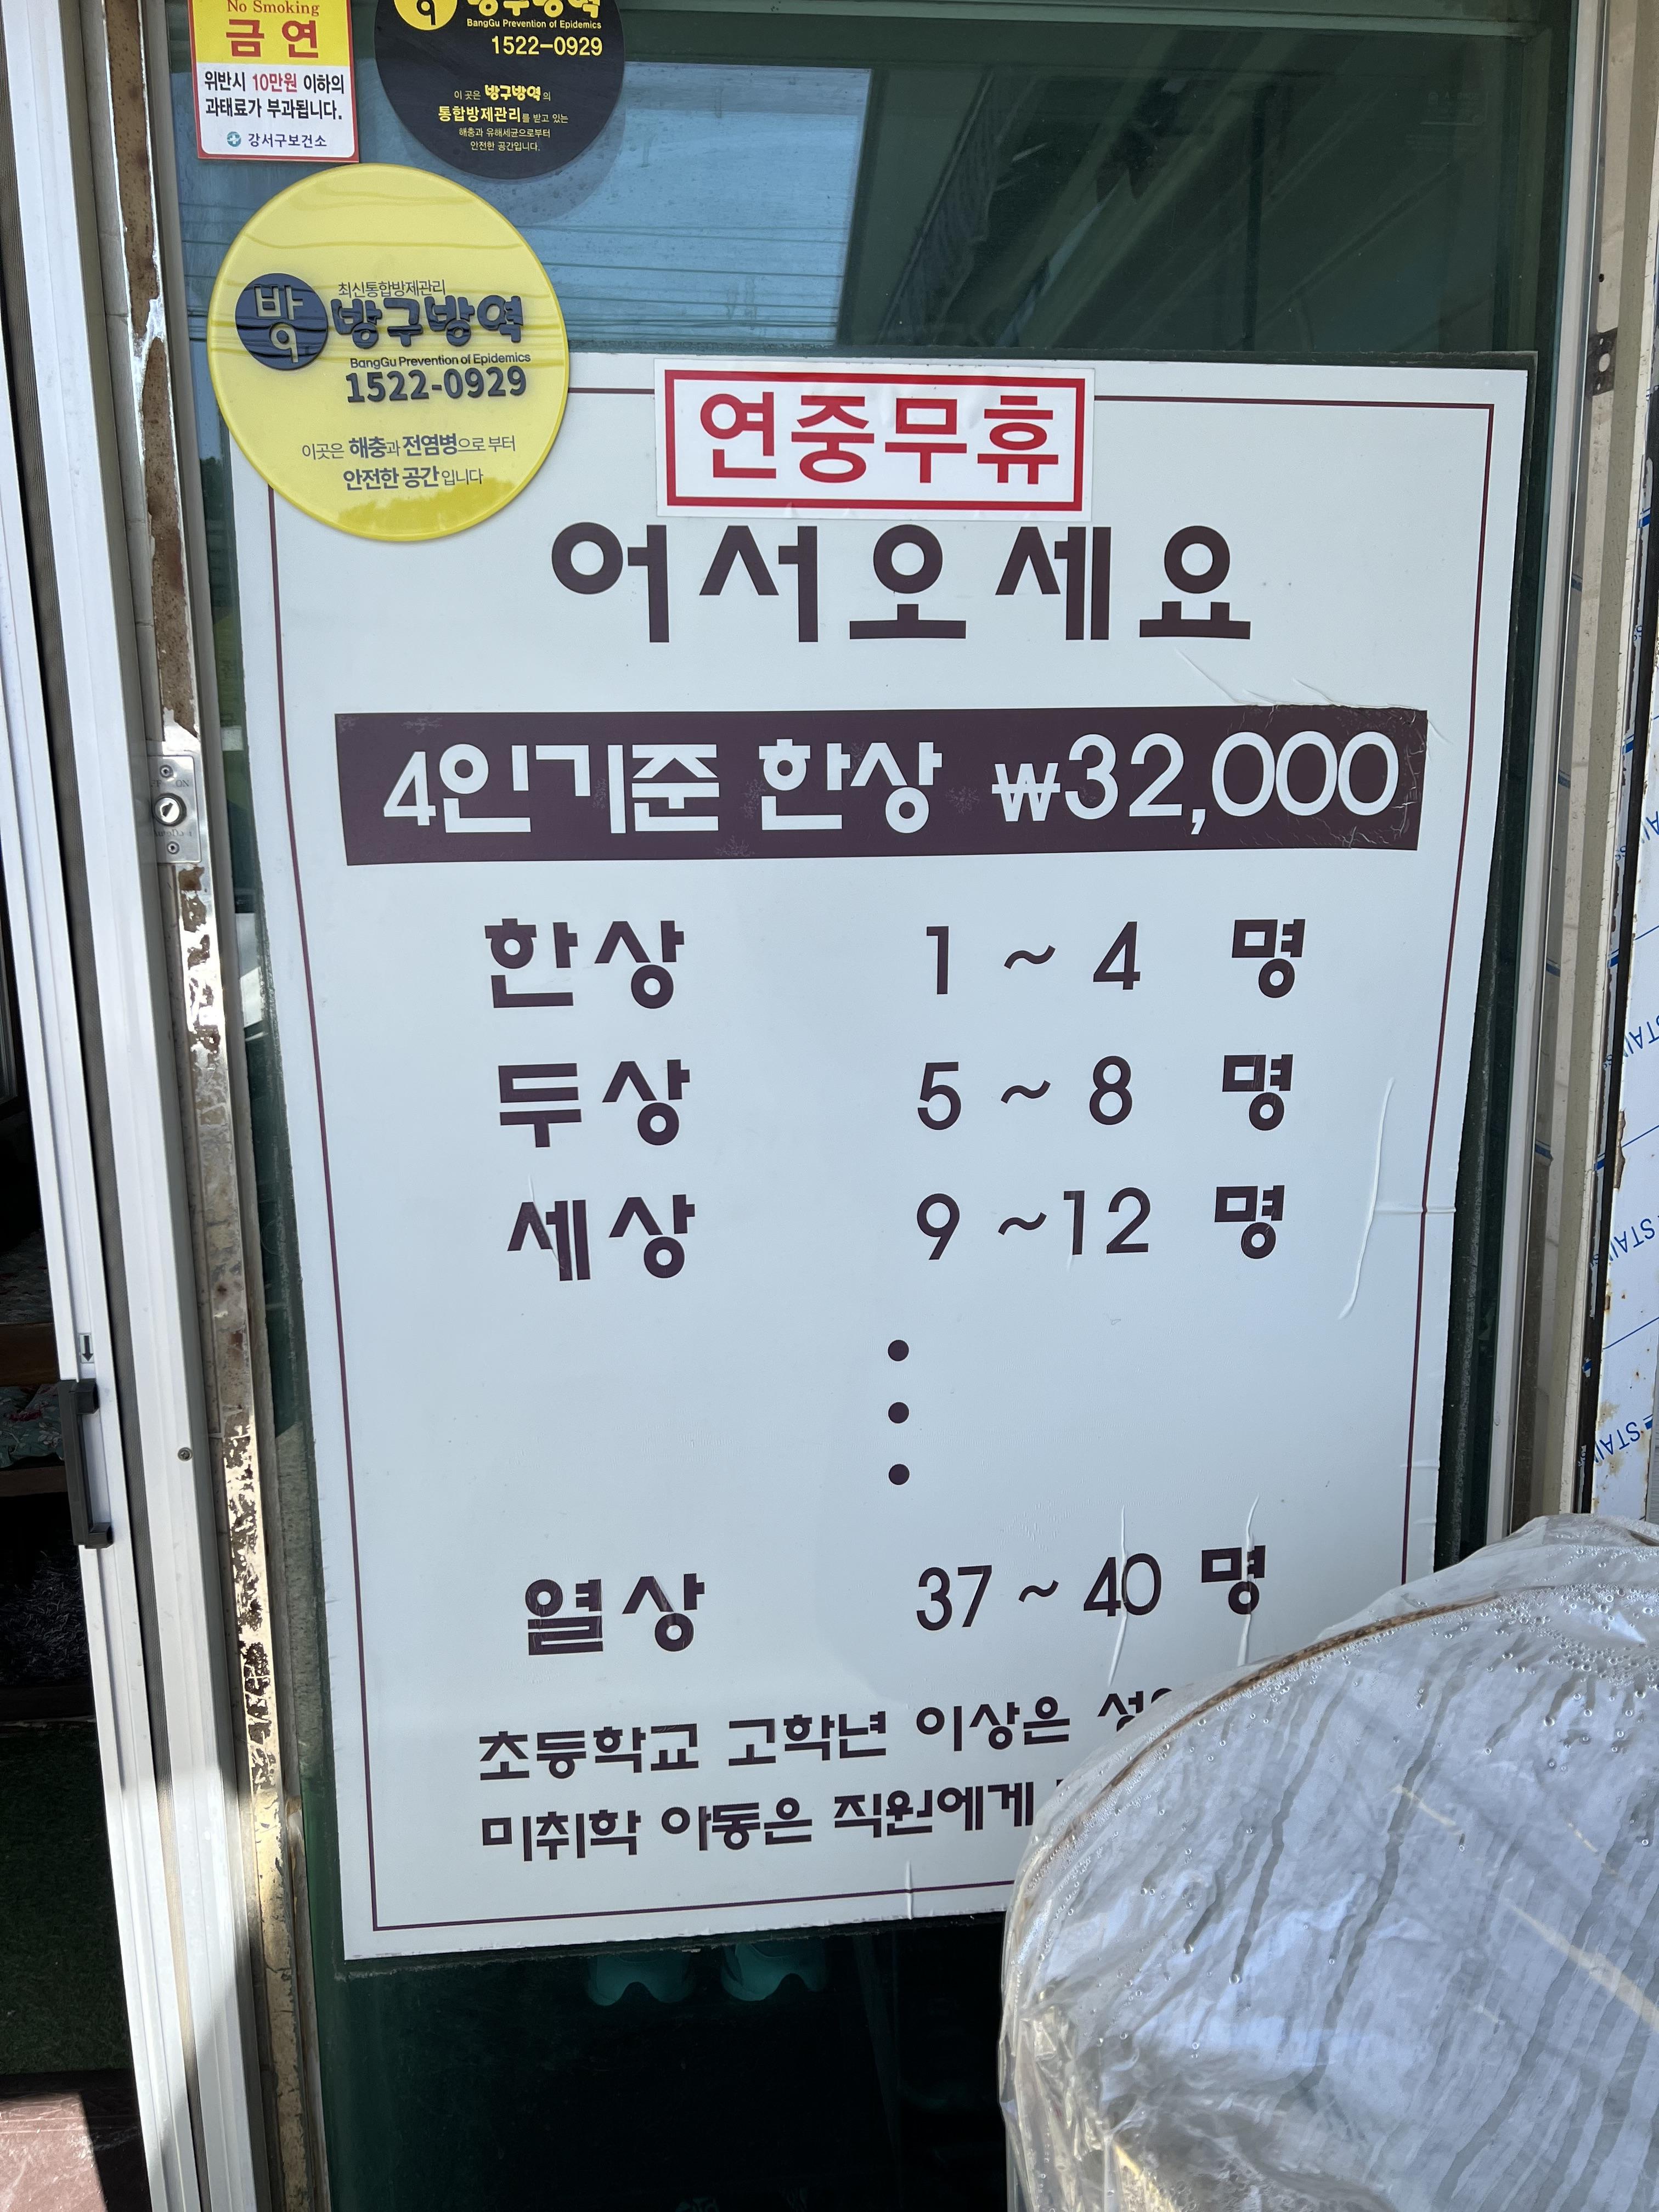 No Smoking
금연
위반시 10만원 이하의
과태료가 부과됩니다.
강서구보건소
BangGu Prevention of Epidemics
1522-0929
이 곳은 방구방역의
통합방제관리를 받고 있는
해충과 유해세균으로부터
안전한 공간입니다.
방구
최신통합방제관리
방구방역
BangGu Prevention of Epidemics
1522-0929
이곳은 해충과 전염병으로 부터
안전한 공간입니다
연중무휴
어서오세요
4인기준 한상 ₩32,000
한상 1 ~ 4 명
두상 5 ~ 8 명
세상 9 ~ 12 명
열상 37 ~ 40 명
초등학교 고학년 이상은
미취학 아동은 직원에게